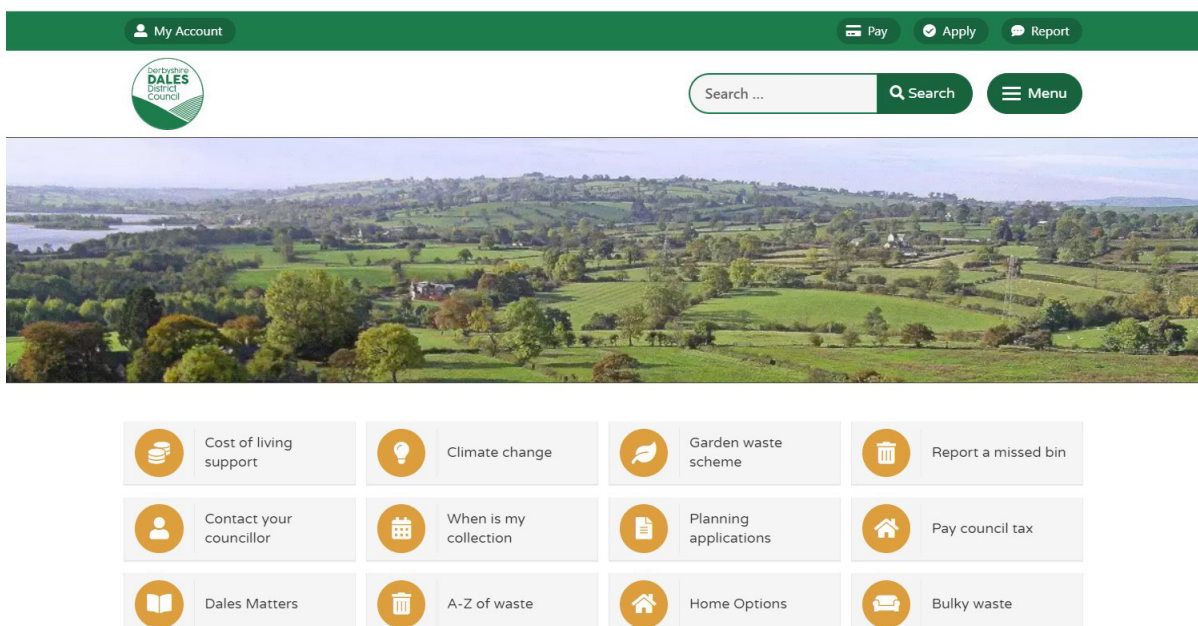 My Account
Pay
Apply
Report
Derbyshire
DALES
District
Council
Search ...
Search
Menu
Cost of living
support
Climate change
Garden waste
scheme
Report a missed bin
Contact your
councillor
When is my
collection
Planning
applications
Pay council tax
Dales Matters
A-Z of waste
Home Options
Bulky waste